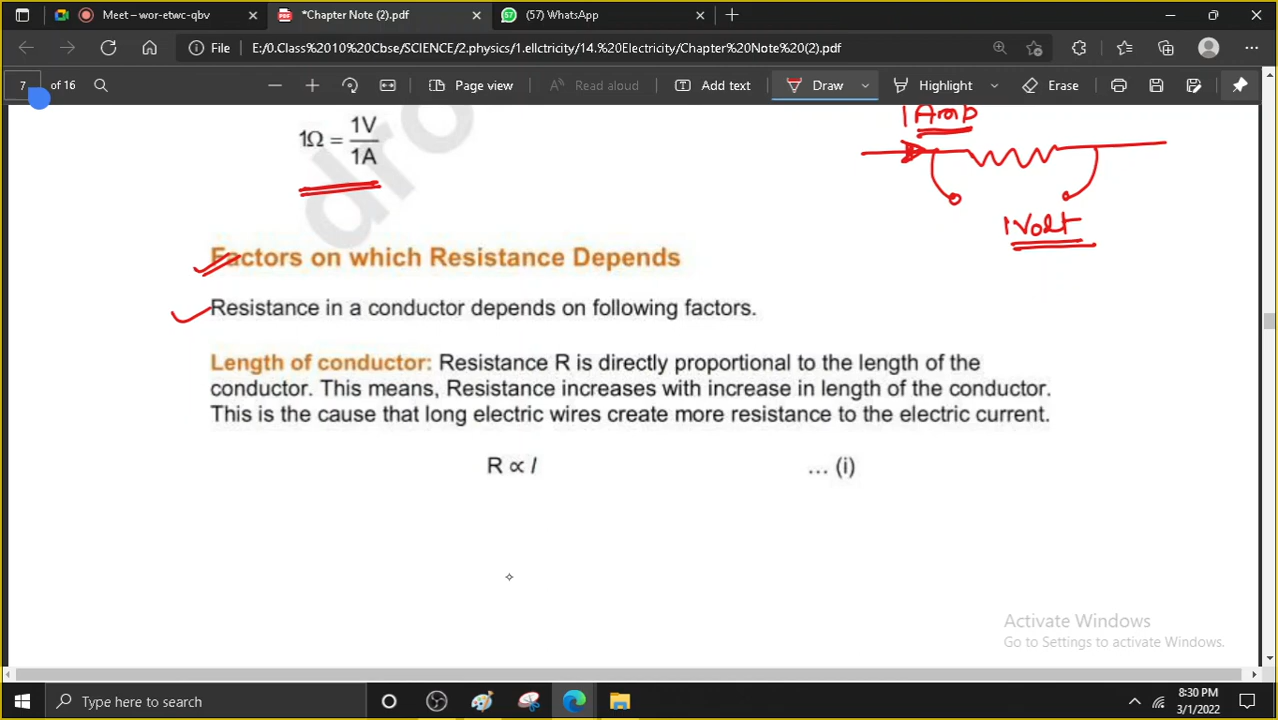 Meet – wor-etwc-qbv
*Chapter Note (2).pdf
(57) WhatsApp
File
E:/0.Class%2010%20Cbse/SCIENCE/2.physics/1.ellctricity/14.%20Electricity/Chapter%20Note%20(2).pdf
7 of 16
Page view
Read aloud
Add text
Draw
Highlight
Erase
1 Amp
1Ω = 1V
1A
1 Volt
dro
Factors on which Resistance Depends
Resistance in a conductor depends on following factors.
Length of conductor: Resistance R is directly proportional to the length of the
conductor. This means, Resistance increases with increase in length of the conductor.
This is the cause that long electric wires create more resistance to the electric current.
R ∝ l ... (i)
Activate Windows
Go to Settings to activate Windows.
Type here to search
8:30 PM
3/1/2022